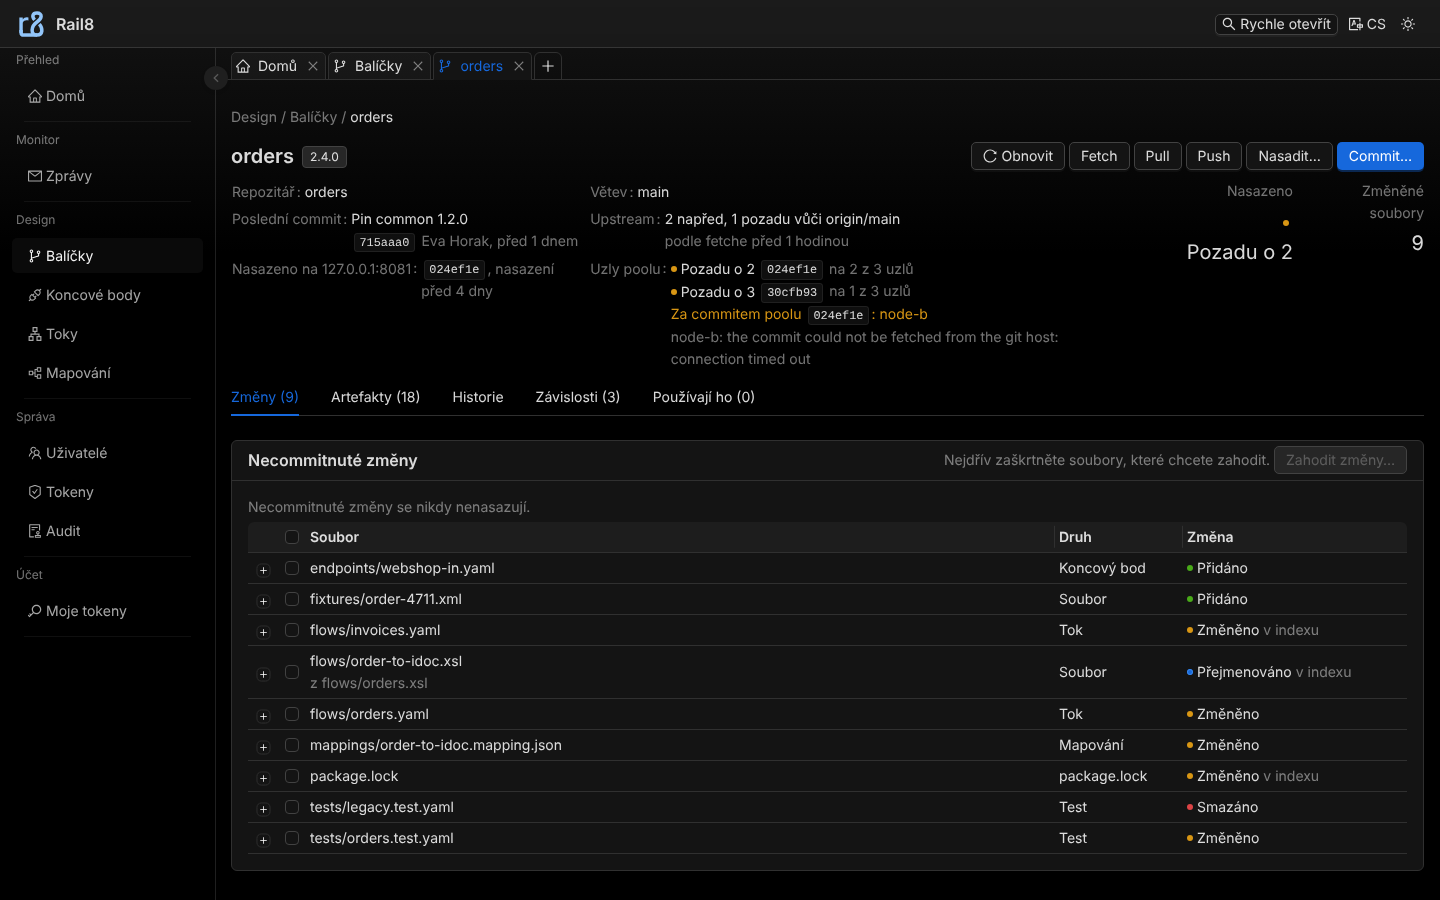 r8 Rail8
Rychle otevřít
CS
Přehled
Domů
Monitor
Zprávy
Design
Balíčky
Koncové body
Toky
Mapování
Správa
Uživatelé
Tokeny
Audit
Účet
Moje tokeny
Domů
Balíčky
orders
Design / Balíčky / orders
orders 2.4.0
Obnovit
Fetch
Pull
Push
Nasadit...
Commit...
Repozitář: orders
Větev: main
Poslední commit: Pin common 1.2.0
715aaa0 Eva Horak, před 1 dnem
Upstream: 2 napřed, 1 pozadu vůči origin/main
podle fetche před 1 hodinou
Nasazeno na 127.0.0.1:8081: 024ef1e, nasazení
před 4 dny
Uzly poolu: Pozadu o 2 024ef1e na 2 z 3 uzlů
Pozadu o 3 30cfb93 na 1 z 3 uzlů
Za commitem poolu 024ef1e: node-b
node-b: the commit could not be fetched from the git host:
connection timed out
Nasazeno
Pozadu o 2
Změněné
soubory
9
Změny (9)
Artefakty (18)
Historie
Závislosti (3)
Používají ho (0)
Necommitnuté změny
Nejdřív zaškrtněte soubory, které chcete zahodit.
Zahodit změny...
Necommitnuté změny se nikdy nenasazují.
Soubor Druh Změna
endpoints/webshop-in.yaml Koncový bod Přidáno
fixtures/order-4711.xml Soubor Přidáno
flows/invoices.yaml Tok Změněno v indexu
flows/order-to-idoc.xsl
z flows/orders.xsl
Soubor Přejmenováno v indexu
flows/orders.yaml Tok Změněno
mappings/order-to-idoc.mapping.json Mapování Změněno
package.lock package.lock Změněno v indexu
tests/legacy.test.yaml Test Smazáno
tests/orders.test.yaml Test Změněno